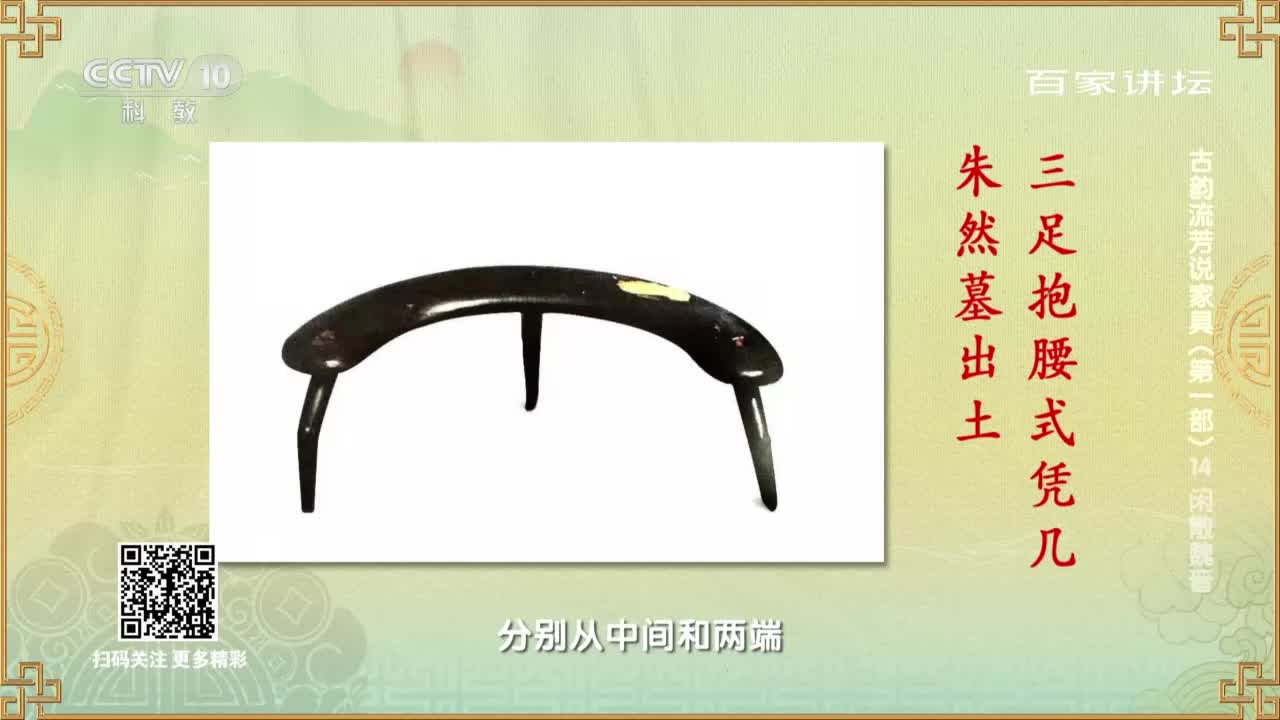 CCTV 10
科教
百家讲坛
三足抱腰式凭几
朱然墓出土
古韵流芳说家具（第一部）14 闲散魏晋
分别从中间和两端
扫码关注 更多精彩